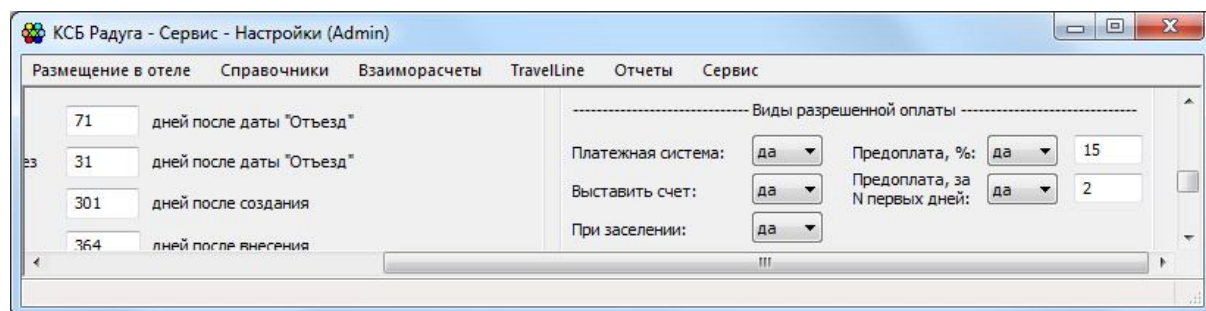 КСБ Радуга - Сервис - Настройки (Admin)
Размещение в отеле Справочники Взаиморасчеты TravelLine Отчеты Сервис
71 дней после даты "Отъезд"
ез 31 дней после даты "Отъезд"
301 дней после создания
364 дней после внесения
Виды разрешенной оплаты
Платежная система: да Предоплата, %: да 15
Выставить счет: да Предоплата, за N первых дней: да 2
При заселении: да